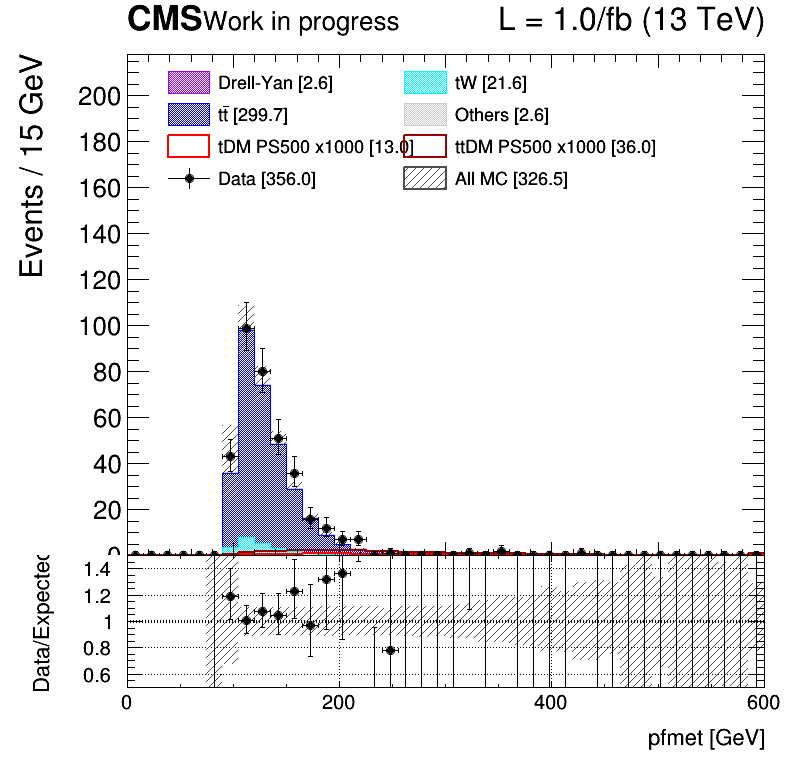 CMS Work in progress L = 1.0/fb (13 TeV)
Events / 15 GeV
Drell-Yan [2.6] tW [21.6]
tt̄ [299.7] Others [2.6]
tDM PS500 x1000 [13.0] ttDM PS500 x1000 [36.0]
Data [356.0] All MC [326.5]
200
180
160
140
120
100
80
60
40
20
0
Data/Expected
1.4
1.2
1
0.8
0.6
0 200 400 600
pfmet [GeV]